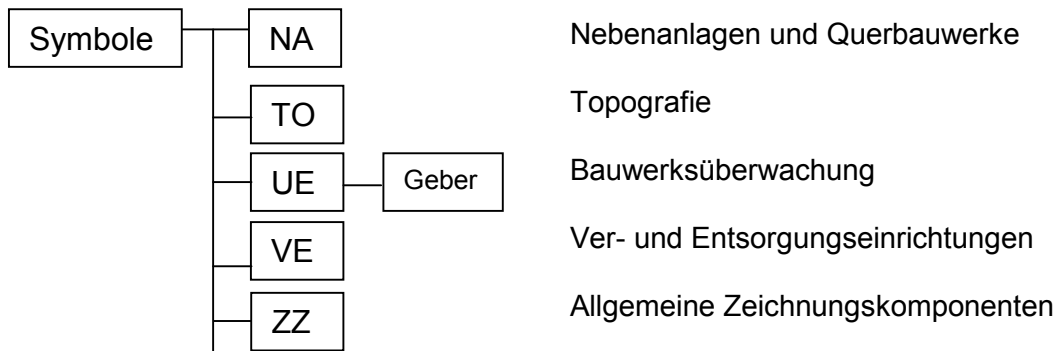 Symbole
NA
Nebenanlagen und Querbauwerke
TO
Topografie
UE
Geber
Bauwerksüberwachung
VE
Ver- und Entsorgungseinrichtungen
ZZ
Allgemeine Zeichnungskomponenten